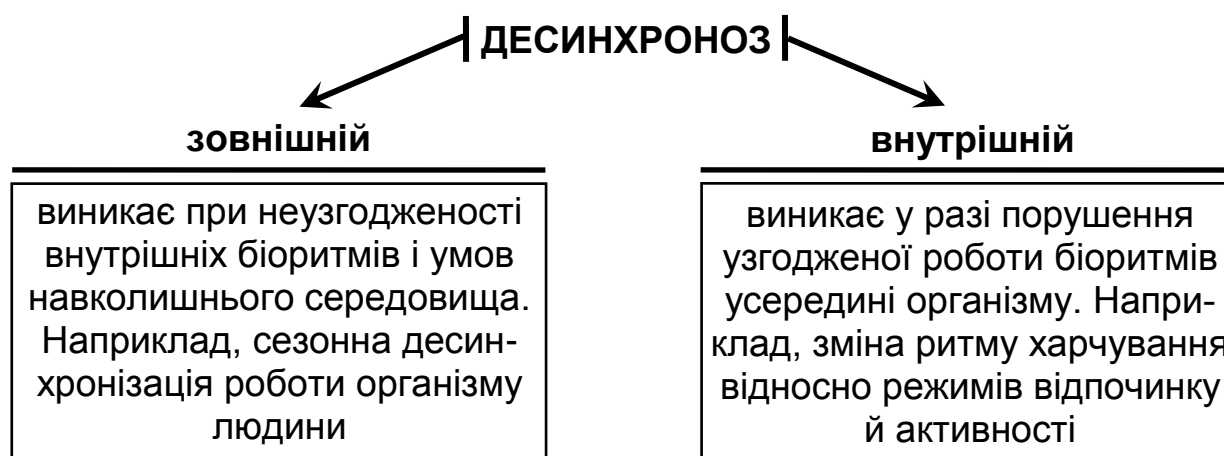 ДЕСИНХРОНОЗ
зовнішній
виникає при неузгодженості
внутрішніх біоритмів і умов
навколишнього середовища.
Наприклад, сезонна десин-
хронізація роботи організму
людини
внутрішній
виникає у разі порушення
узгодженої роботи біоритмів
усередині організму. Напри-
клад, зміна ритму харчування
відносно режимів відпочинку
й активності